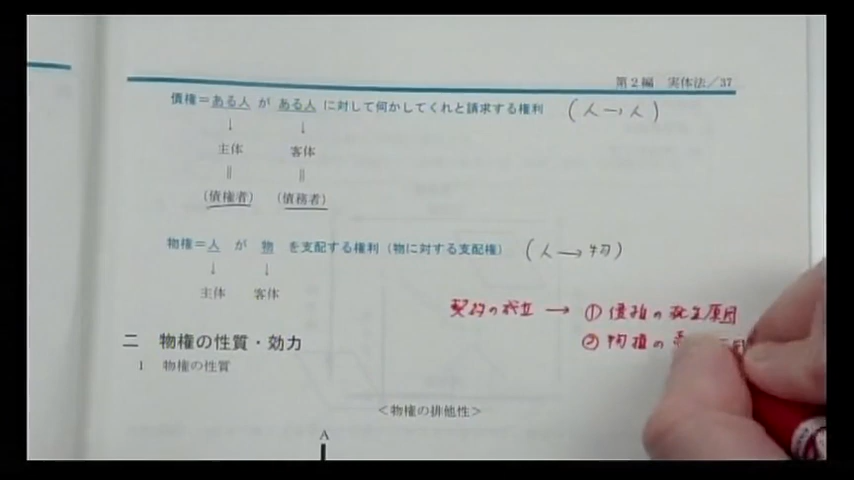 第2編 実体法/37
債権=ある人 が ある人 に対して何かしてくれと請求する権利 (人→人)
↓ ↓
主体 客体
‖ ‖
(債権者) (債務者)
物権=人 が 物 を支配する権利(物に対する支配権) (人→物)
↓ ↓
主体 客体
契約の成立 → ① 債権の発生原因
② 物権の
二 物権の性質・効力
1 物権の性質
<物権の排他性>
A